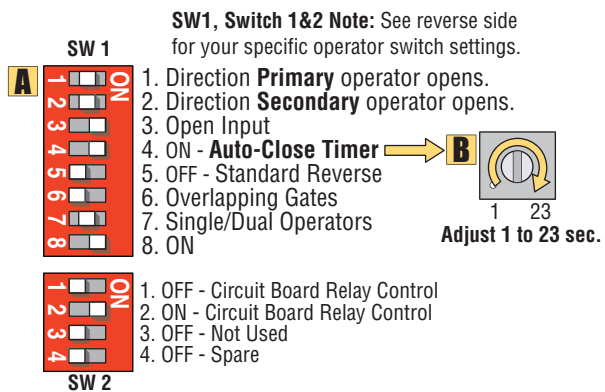 SW1, Switch 1&2 Note: See reverse side
for your specific operator switch settings.
SW 1
A
ON
1
2
3
4
5
6
7
8
1. Direction Primary operator opens.
2. Direction Secondary operator opens.
3. Open Input
4. ON - Auto-Close Timer
5. OFF - Standard Reverse
6. Overlapping Gates
7. Single/Dual Operators
8. ON
B
1 23
Adjust 1 to 23 sec.
ON
1
2
3
4
1. OFF - Circuit Board Relay Control
2. ON - Circuit Board Relay Control
3. OFF - Not Used
4. OFF - Spare
SW 2